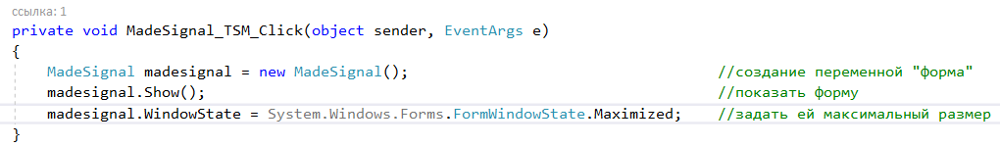 ссылка: 1
private void MadeSignal_TSM_Click(object sender, EventArgs e)
{
MadeSignal madesignal = new MadeSignal(); //создание переменной "форма"
madesignal.Show(); //показать форму
madesignal.WindowState = System.Windows.Forms.FormWindowState.Maximized; //задать ей максимальный размер
}